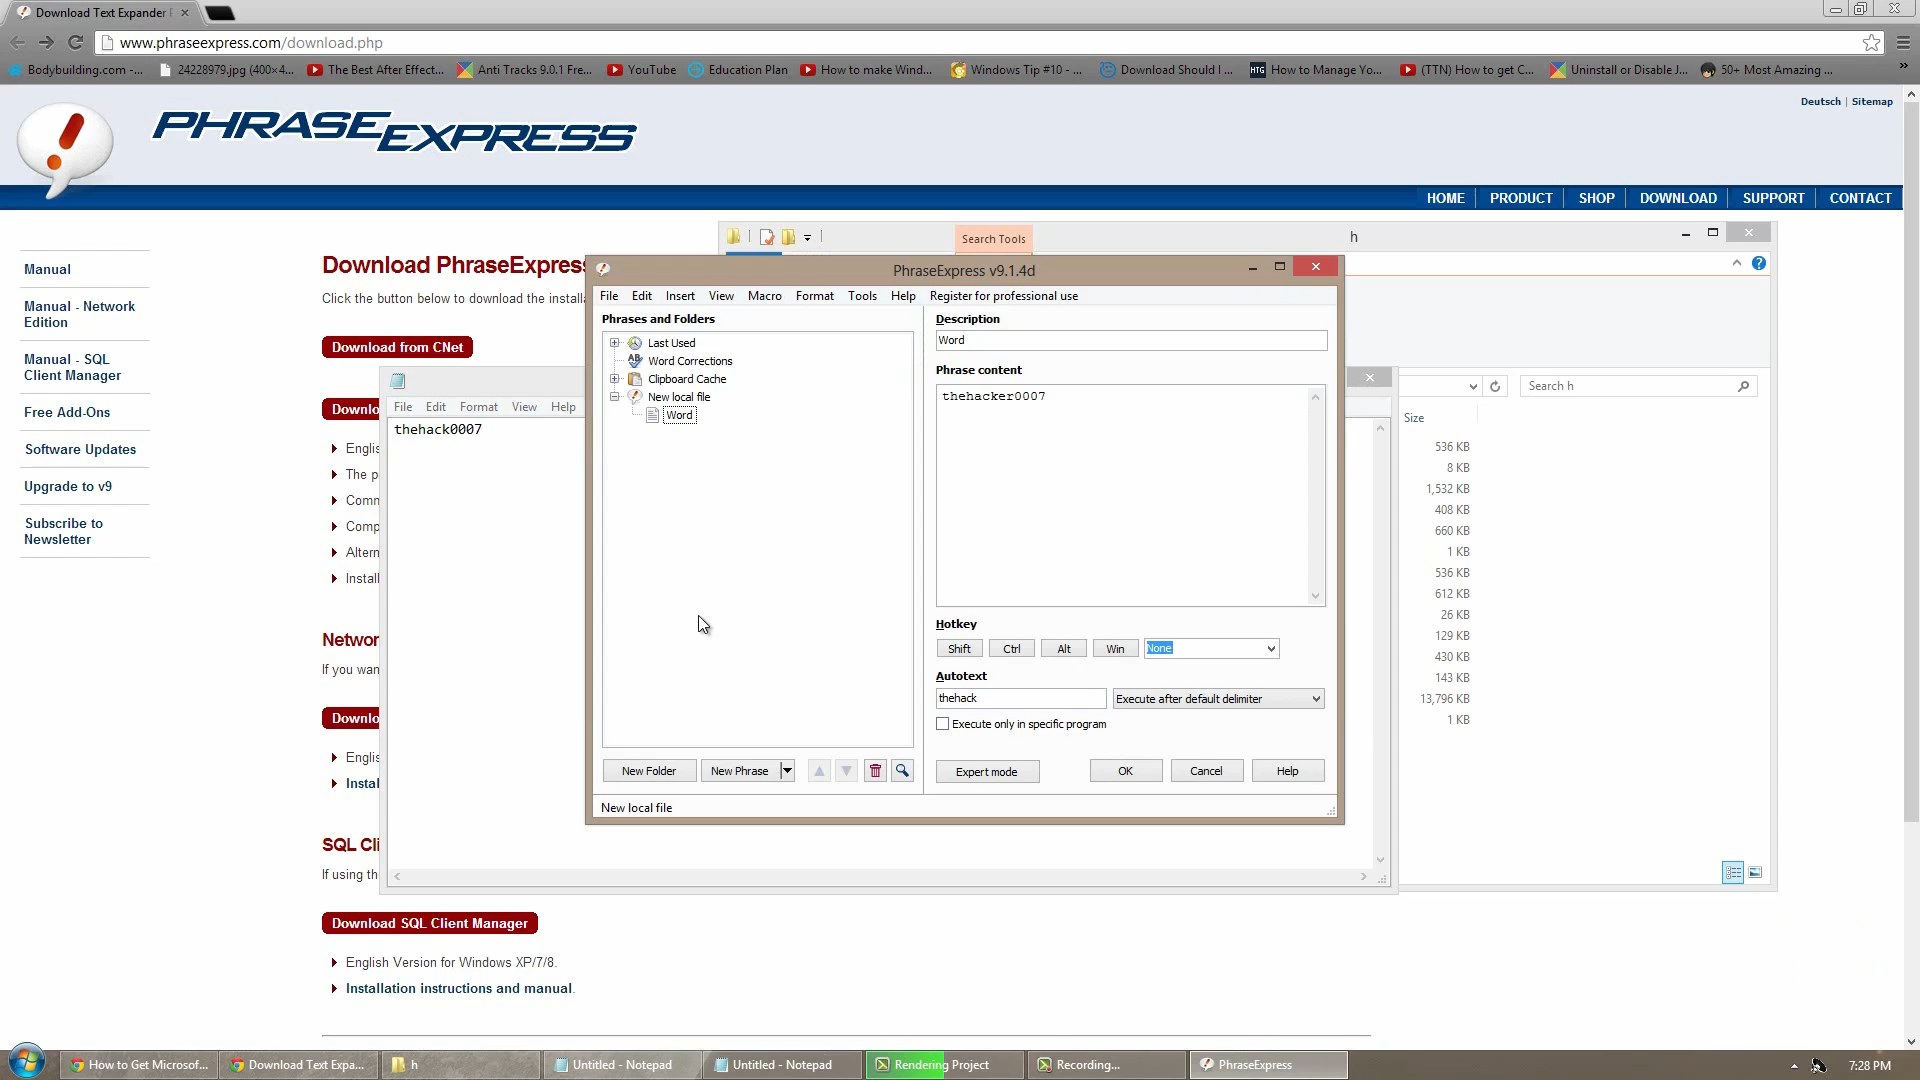 Download Text Expander
www.phraseexpress.com/download.php
Bodybuilding.com -...
24228979.jpg (400×4...
The Best After Effect...
Anti Tracks 9.0.1 Fre...
YouTube
Education Plan
How to make Wind...
Windows Tip #10 - ...
Download Should I ...
HTG How to Manage Yo...
(TTN) How to get C...
Uninstall or Disable J...
50+ Most Amazing ...
»
Deutsch | Sitemap
PHRASEEXPRESS
HOME
PRODUCT
SHOP
DOWNLOAD
SUPPORT
CONTACT
Manual
Manual - Network
Edition
Manual - SQL
Client Manager
Free Add-Ons
Software Updates
Upgrade to v9
Subscribe to
Newsletter
Download PhraseExpress
Click the button below to download the installa
Download from CNet
Downlo
Englis
The p
Comm
Comp
Altern
Install
Networ
If you wan
Downlo
Englis
Instal
SQL Cli
If using the
Download SQL Client Manager
English Version for Windows XP/7/8.
Installation instructions and manual.
Search Tools
h
Search h
Size
536 KB
8 KB
1,532 KB
408 KB
660 KB
1 KB
536 KB
612 KB
26 KB
129 KB
430 KB
143 KB
13,796 KB
1 KB
File Edit Format View Help
thehack0007
PhraseExpress v9.1.4d
File Edit Insert View Macro Format Tools Help Register for professional use
Phrases and Folders
Last Used
Word Corrections
Clipboard Cache
New local file
Word
New Folder
New Phrase
New local file
Description
Word
Phrase content
thehacker0007
Hotkey
Shift
Ctrl
Alt
Win
None
Autotext
thehack
Execute after default delimiter
Execute only in specific program
Expert mode
OK
Cancel
Help
How to Get Microsof...
Download Text Expa...
h
Untitled - Notepad
Untitled - Notepad
Rendering Project
Recording...
PhraseExpress
7:28 PM